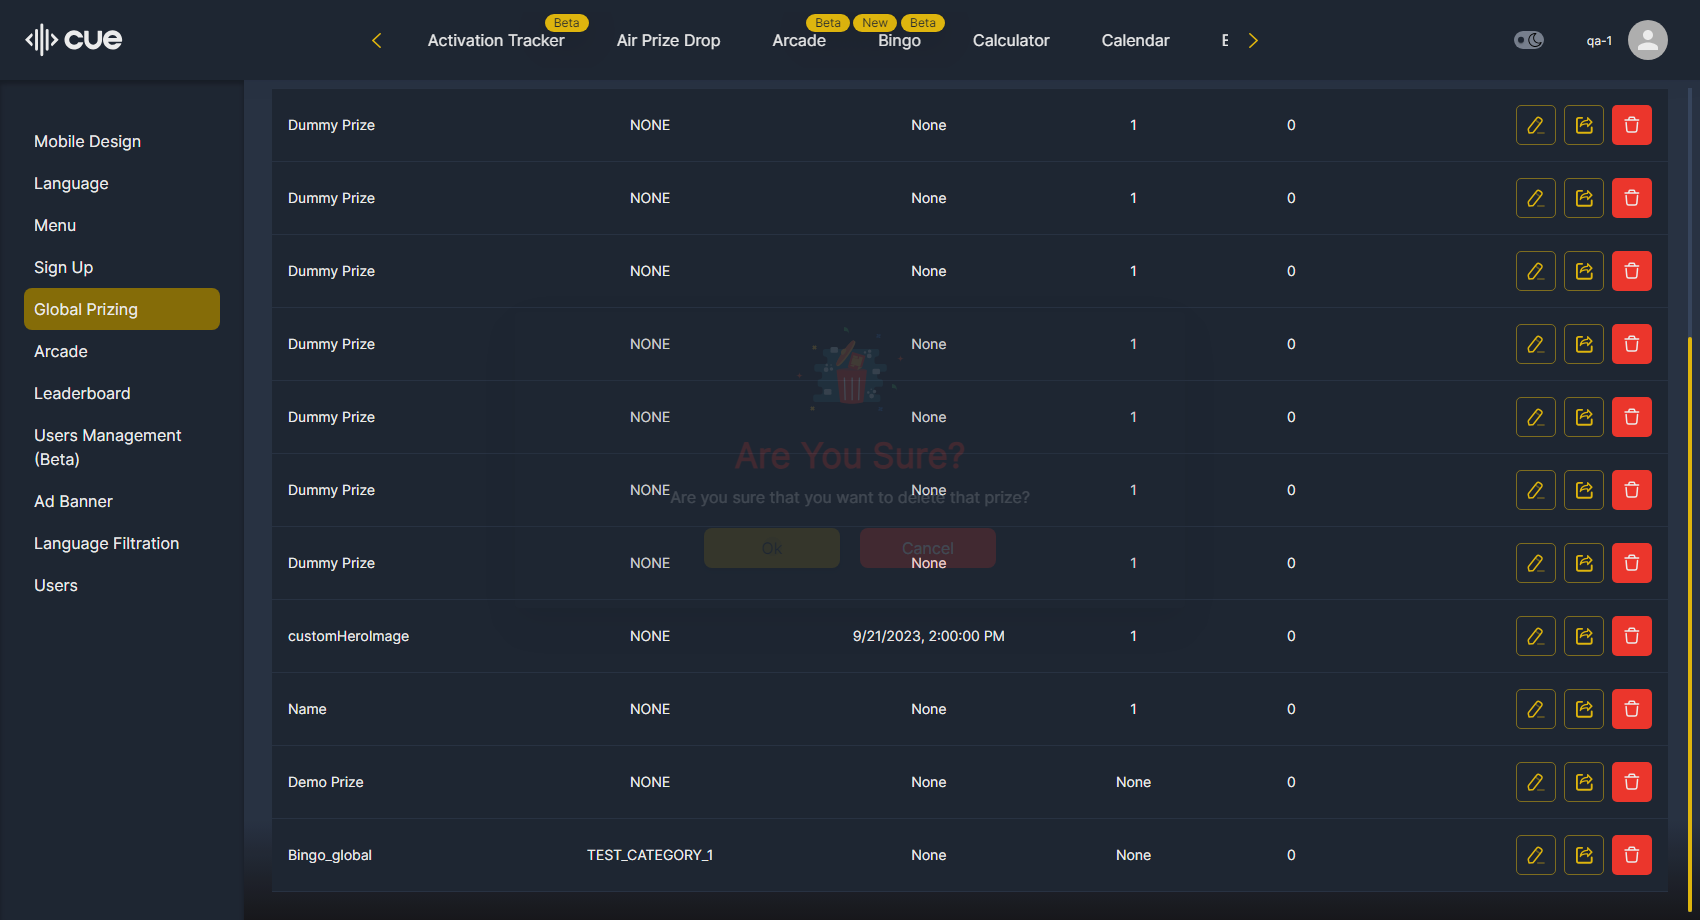 cue
Activation Tracker Beta
Air Prize Drop
Arcade Beta
Bingo New Beta
Calculator
Calendar
qa-1
Mobile Design
Language
Menu
Sign Up
Global Prizing
Arcade
Leaderboard
Users Management
(Beta)
Ad Banner
Language Filtration
Users
Dummy Prize NONE None 1 0
Dummy Prize NONE None 1 0
Dummy Prize NONE None 1 0
Dummy Prize NONE None 1 0
Dummy Prize NONE None 1 0
Dummy Prize NONE None 1 0
Dummy Prize NONE None 1 0
customHeroImage NONE 9/21/2023, 2:00:00 PM 1 0
Name NONE None 1 0
Demo Prize NONE None None 0
Bingo_global TEST_CATEGORY_1 None None 0
Are You Sure?
Are you sure that you want to delete that prize?
Ok
Cancel